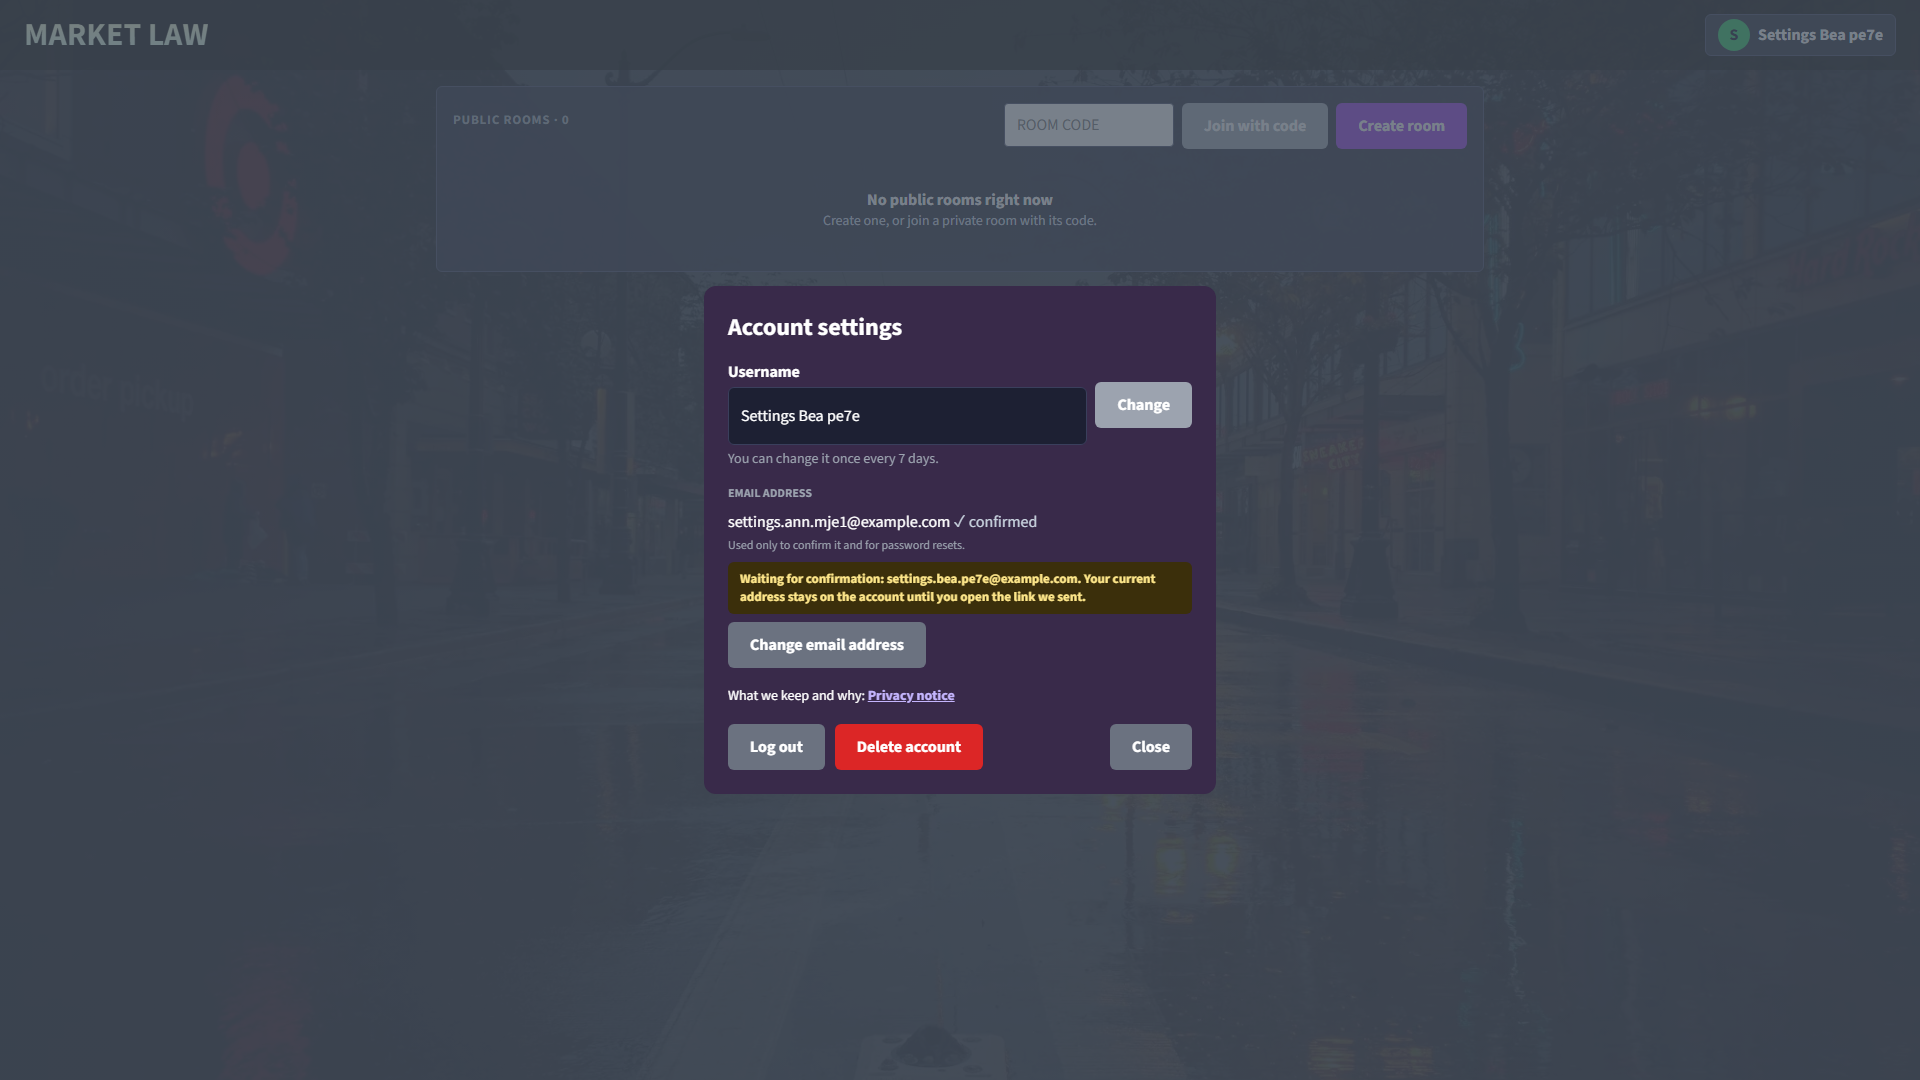 MARKET LAW
S
Settings Bea pe7e
PUBLIC ROOMS · 0
ROOM CODE
Join with code
Create room
No public rooms right now
Create one, or join a private room with its code.
order pickup
SNEAKER
CITY
Account settings
Username
Settings Bea pe7e
Change
You can change it once every 7 days.
EMAIL ADDRESS
settings.ann.mje1@example.com ✓ confirmed
Used only to confirm it and for password resets.
Waiting for confirmation: settings.bea.pe7e@example.com. Your current
address stays on the account until you open the link we sent.
Change email address
What we keep and why: Privacy notice
Log out
Delete account
Close